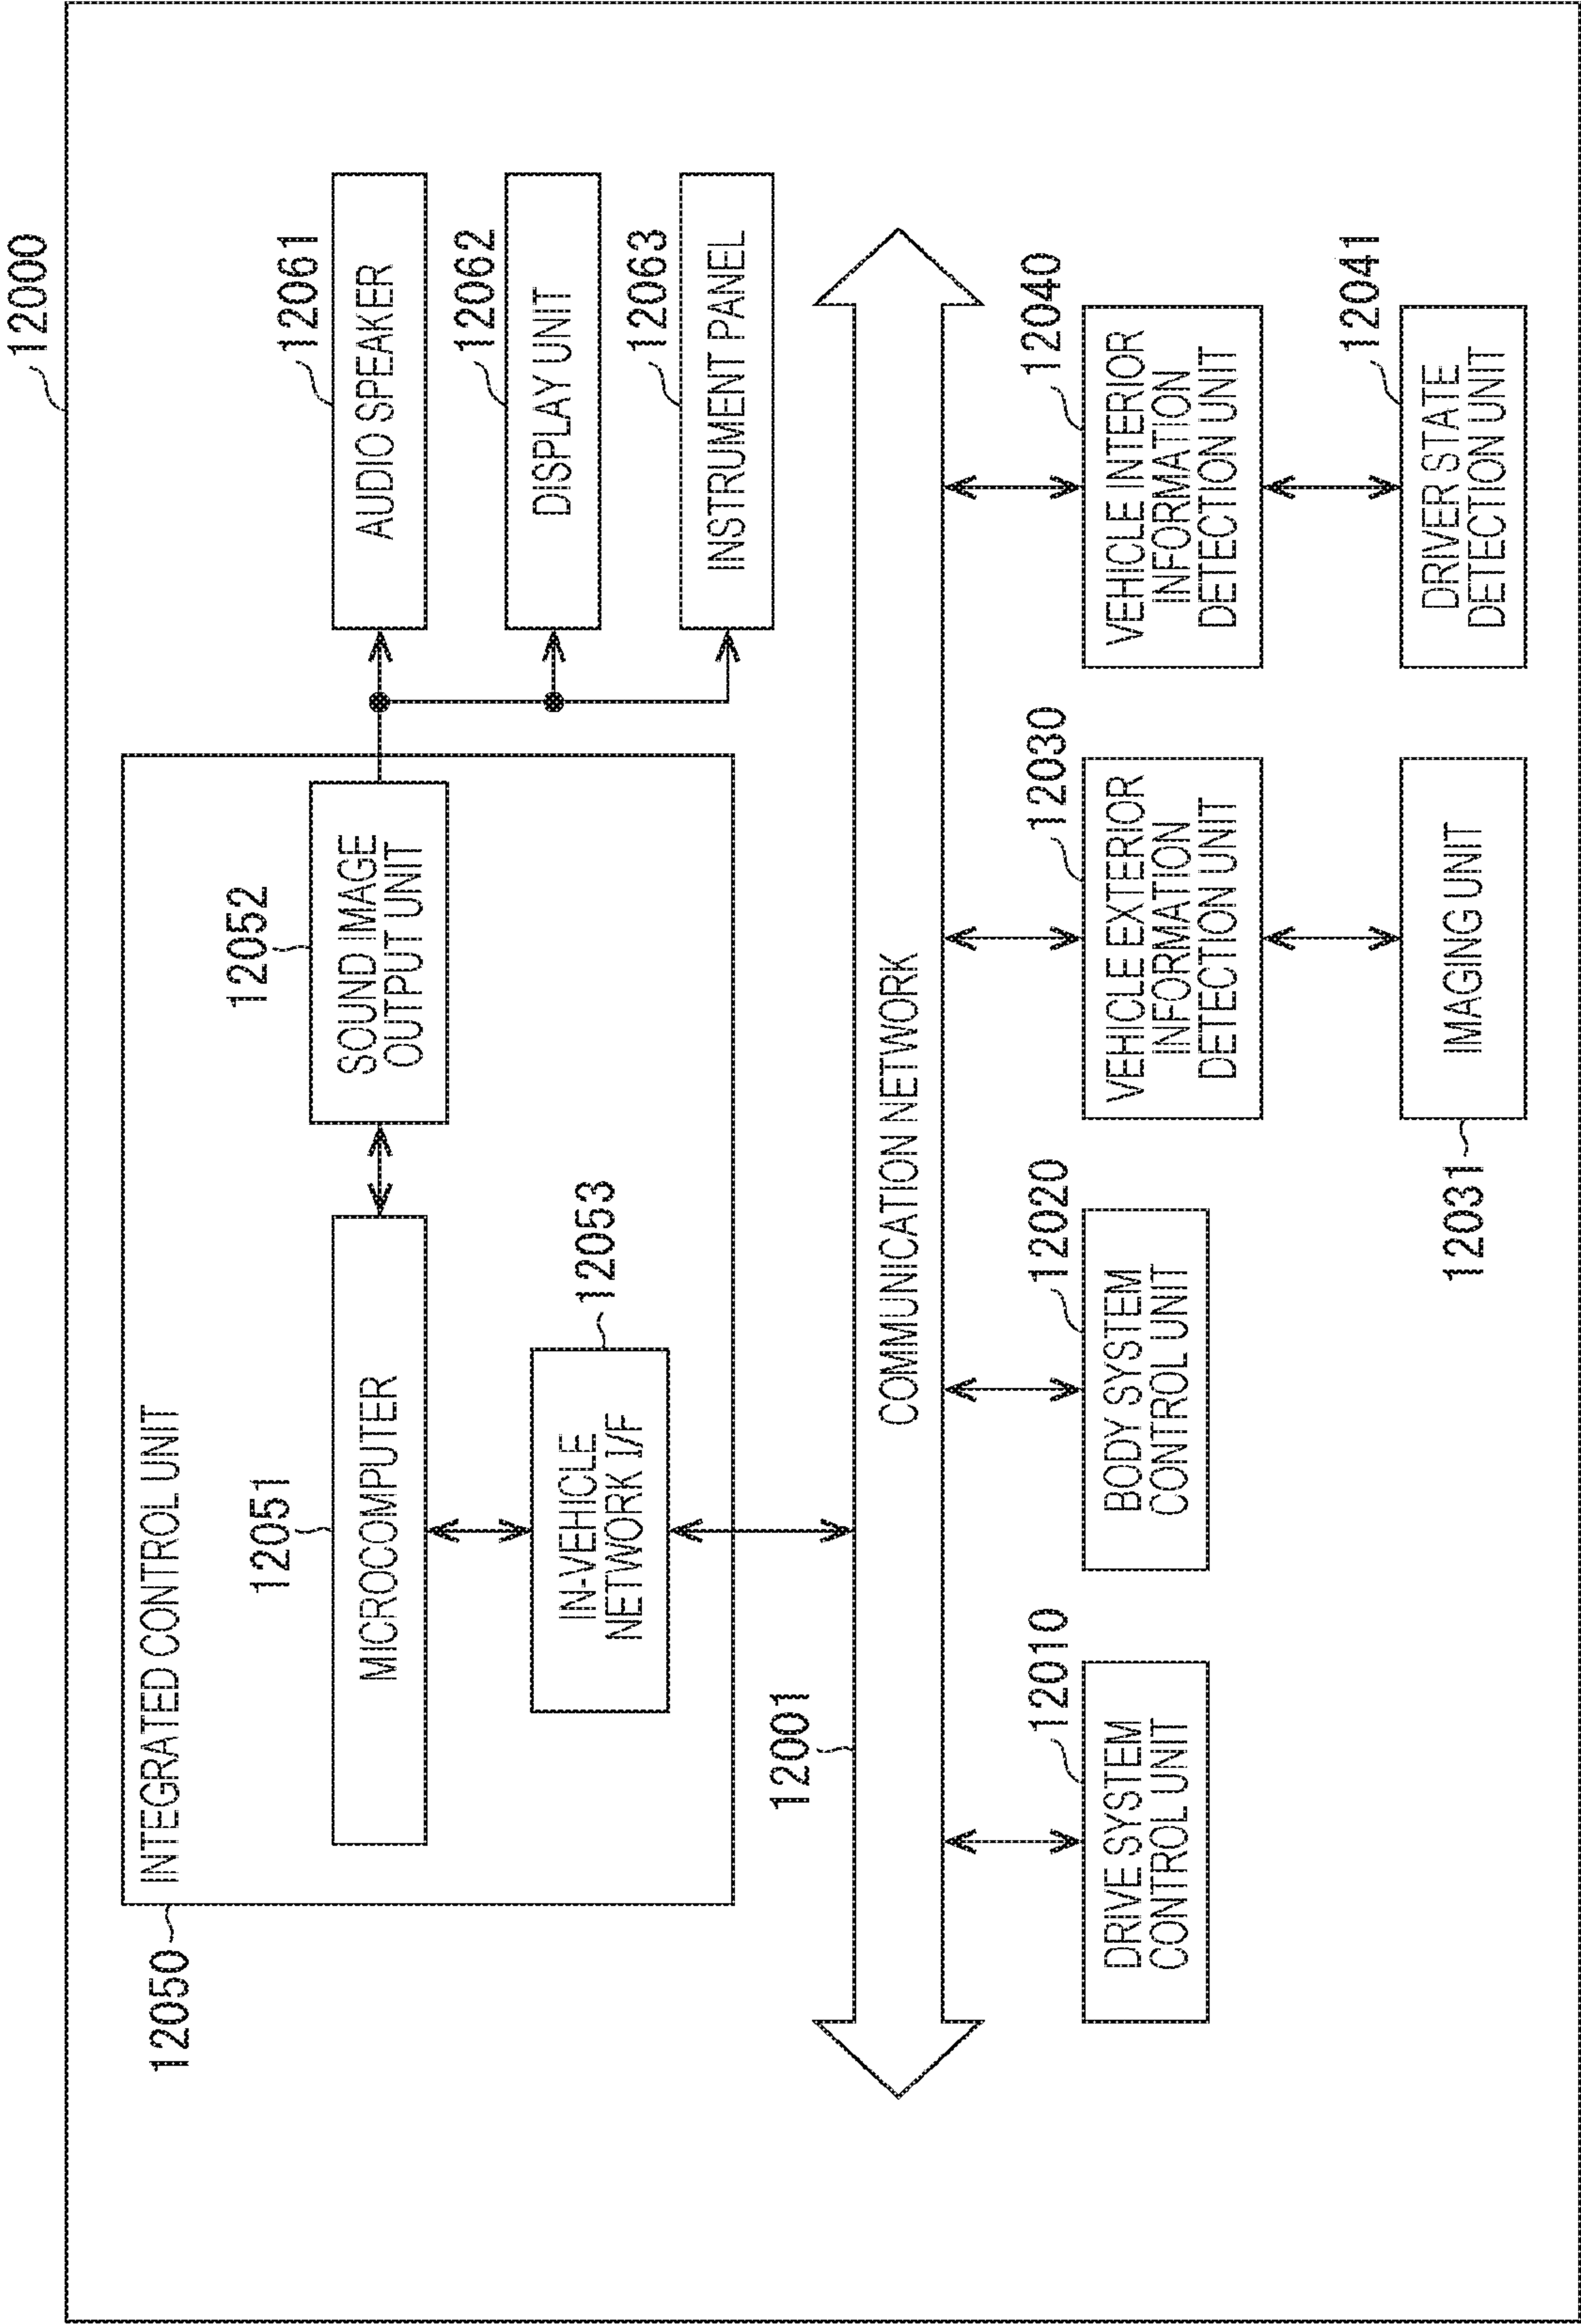 12000
12050
INTEGRATED CONTROL UNIT
12051
MICROCOMPUTER
12052
SOUND IMAGE
OUTPUT UNIT
12053
IN-VEHICLE
NETWORK I/F
12061
AUDIO SPEAKER
12062
DISPLAY UNIT
12063
INSTRUMENT PANEL
12001
COMMUNICATION NETWORK
12010
DRIVE SYSTEM
CONTROL UNIT
12020
BODY SYSTEM
CONTROL UNIT
12030
VEHICLE EXTERIOR
INFORMATION
DETECTION UNIT
12040
VEHICLE INTERIOR
INFORMATION
DETECTION UNIT
12031
IMAGING UNIT
12041
DRIVER STATE
DETECTION UNIT